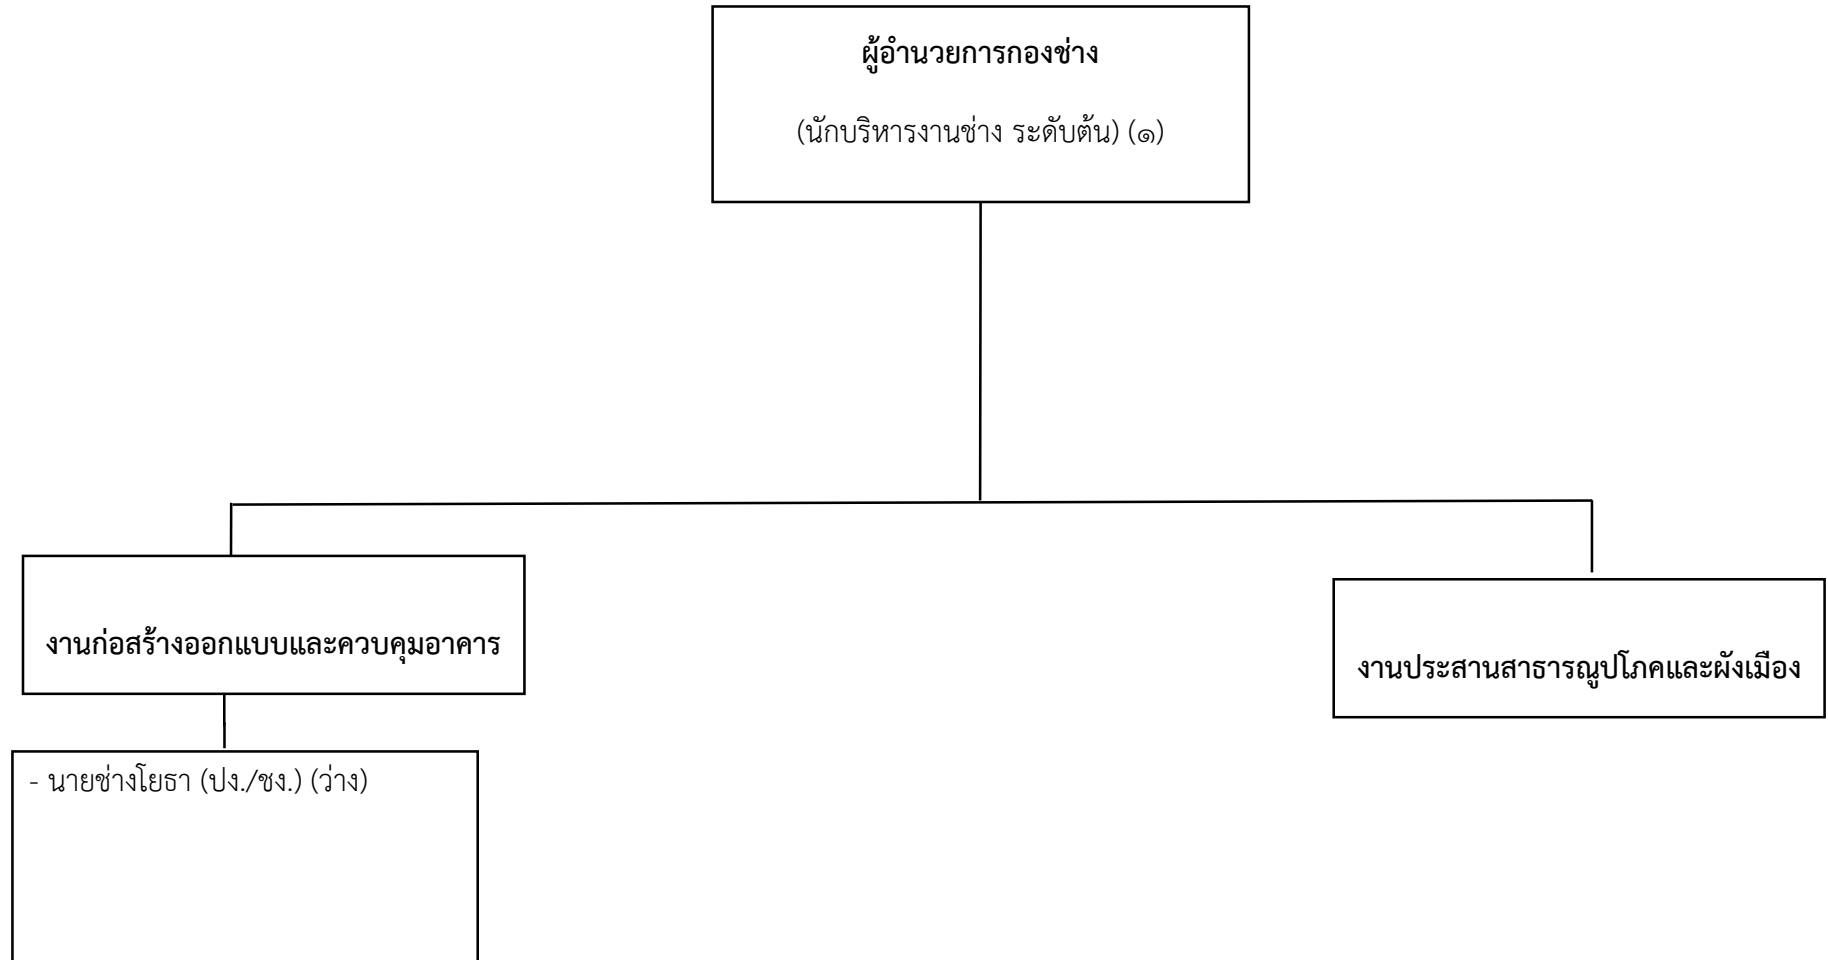 ผู้อำนวยการกองช่าง
(นักบริหารงานช่าง ระดับต้น) (๑)
งานก่อสร้างออกแบบและควบคุมอาคาร
งานประสานสาธารณูปโภคและผังเมือง
- นายช่างโยธา (ปง./ชง.) (ว่าง)